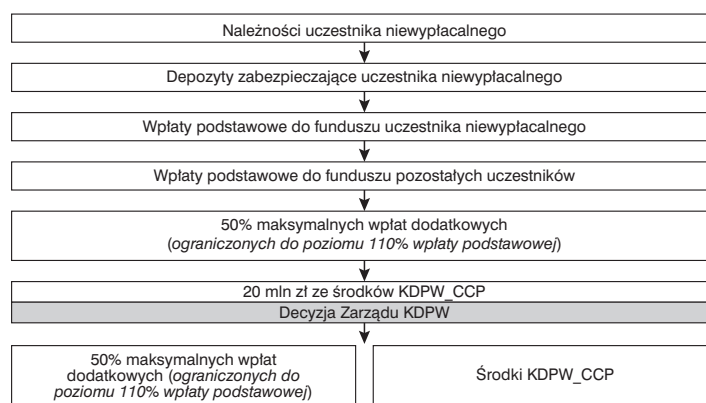 Należności uczestnika niewypłacalnego
Depozyty zabezpieczające uczestnika niewypłacalnego
Wpłaty podstawowe do funduszu uczestnika niewypłacalnego
Wpłaty podstawowe do funduszu pozostałych uczestników
50% maksymalnych wpłat dodatkowych
(ograniczonych do poziomu 110% wpłaty podstawowej)
20 mln zł ze środków KDPW_CCP
Decyzja Zarządu KDPW
50% maksymalnych wpłat
dodatkowych (ograniczonych do
poziomu 110% wpłaty podstawowej)
Środki KDPW_CCP